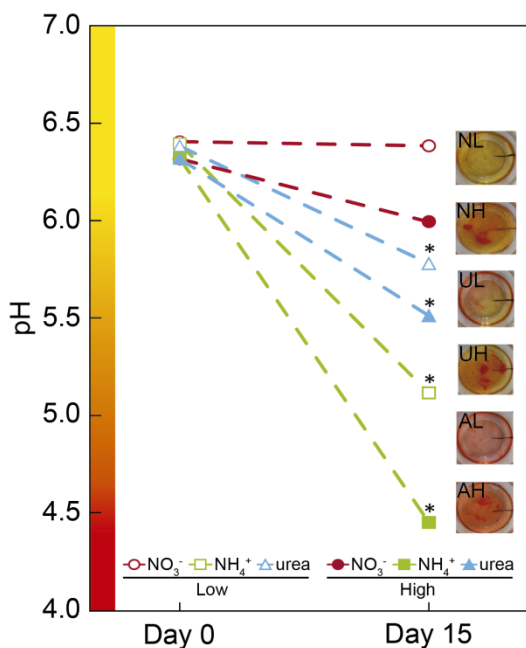 7.0
6.5
6.0
5.5
5.0
4.5
4.0
pH
NL
NH
UL
UH
AL
AH
*
*
*
*
NO₃⁻ NH₄⁺ urea NO₃⁻ NH₄⁺ urea
Low High
Day 0 Day 15